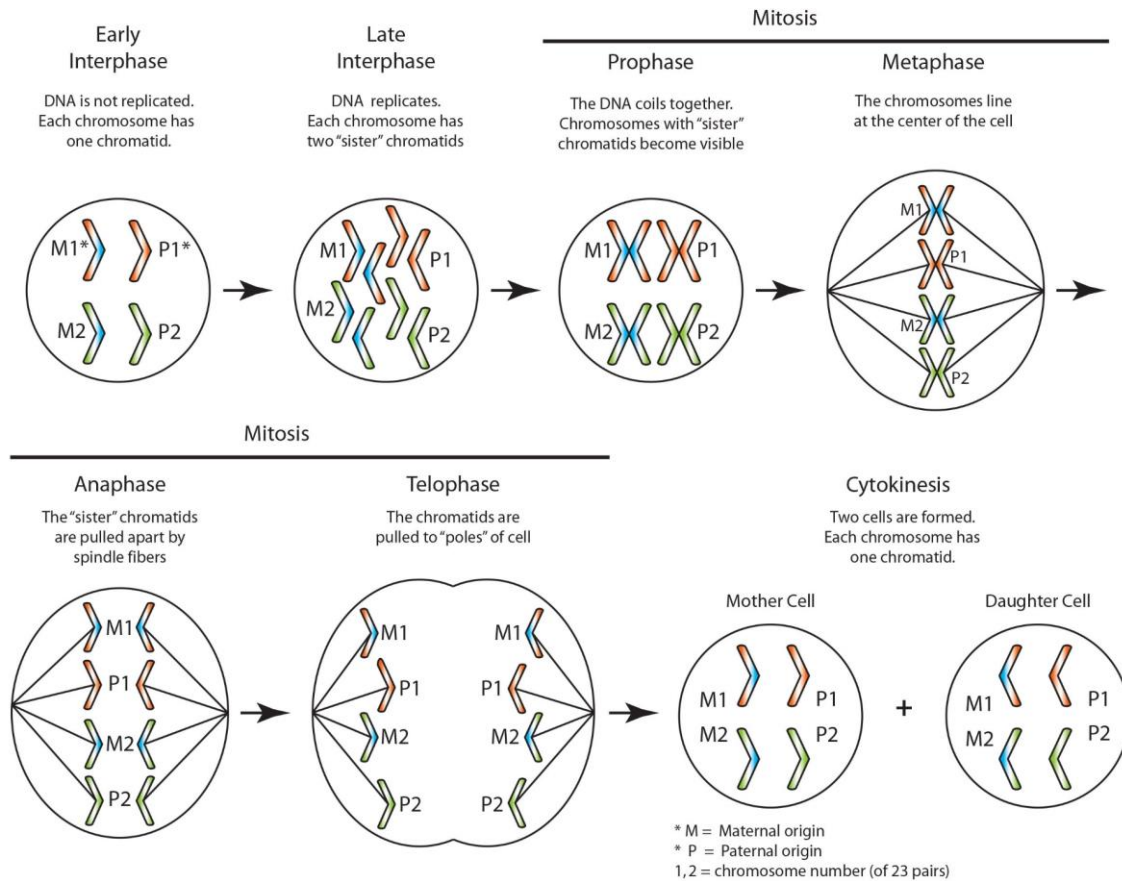 Mitosis
Early
Interphase
DNA is not replicated.
Each chromosome has
one chromatid.
Late
Interphase
DNA replicates.
Each chromosome has
two "sister" chromatids
Prophase
The DNA coils together.
Chromosomes with "sister"
chromatids become visible
Metaphase
The chromosomes line
at the center of the cell
M1*
P1*
M2
P2
M1
P1
M2
P2
M1
P1
M2
P2
M1
P1
M2
P2
Mitosis
Anaphase
The "sister" chromatids
are pulled apart by
spindle fibers
Telophase
The chromatids are
pulled to "poles" of cell
Cytokinesis
Two cells are formed.
Each chromosome has
one chromatid.
M1
P1
M2
P2
M1
M1
P1
P1
M2
M2
P2
P2
Mother Cell
M1
P1
M2
P2
+
Daughter Cell
M1
P1
M2
P2
* M = Maternal origin
* P = Paternal origin
1, 2 = chromosome number (of 23 pairs)